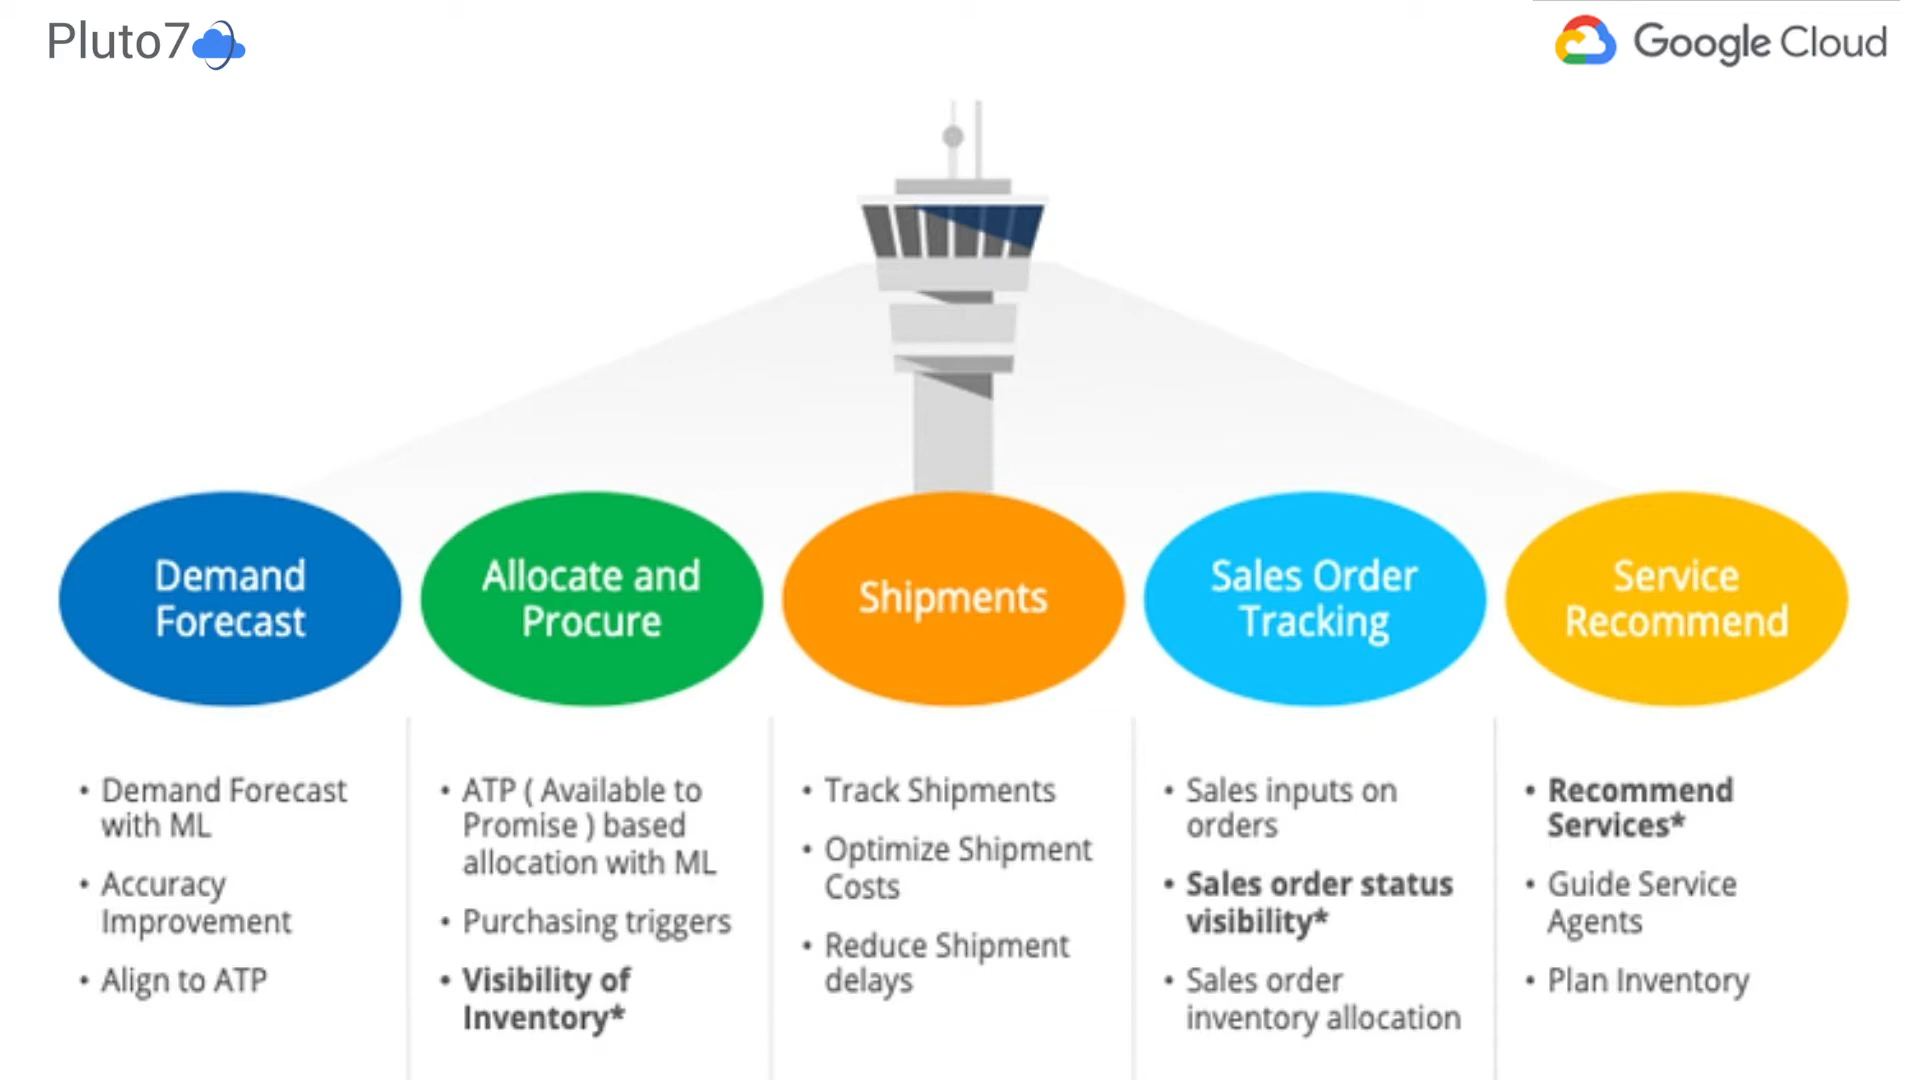 Pluto7
Google Cloud
Demand
Forecast
Allocate and
Procure
Shipments
Sales Order
Tracking
Service
Recommend
• Demand Forecast
with ML
• Accuracy
Improvement
• Align to ATP
• ATP ( Available to
Promise ) based
allocation with ML
• Purchasing triggers
• Visibility of
Inventory*
• Track Shipments
• Optimize Shipment
Costs
• Reduce Shipment
delays
• Sales inputs on
orders
• Sales order status
visibility*
• Sales order
inventory allocation
• Recommend
Services*
• Guide Service
Agents
• Plan Inventory